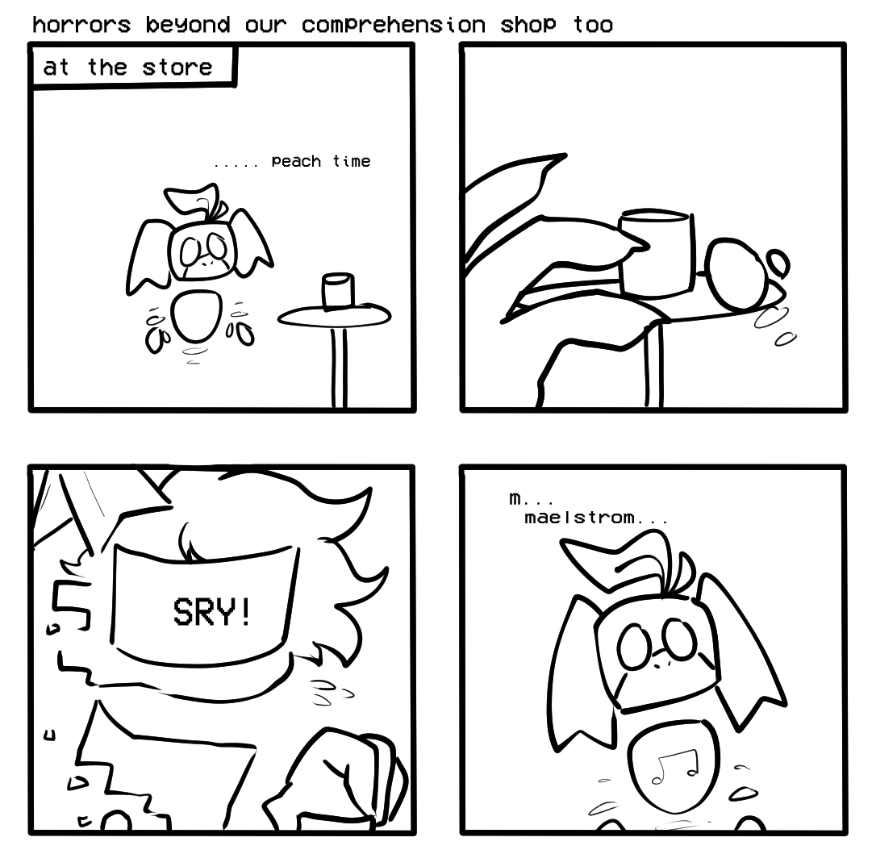 horrors beyond our comprehension shop too
at the store
..... peach time
SRY!
m...
maelstrom...